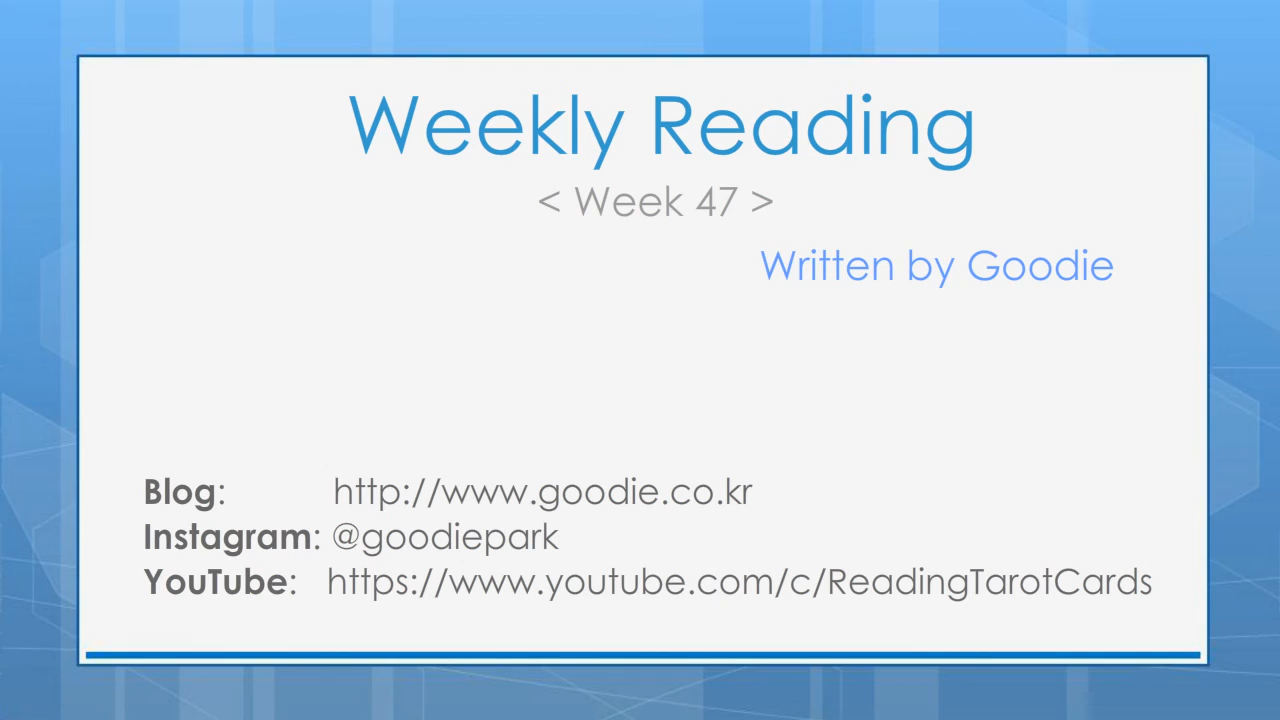 Weekly Reading
< Week 47 >
Written by Goodie
Blog: http://www.goodie.co.kr
Instagram: @goodiepark
YouTube: https://www.youtube.com/c/ReadingTarotCards